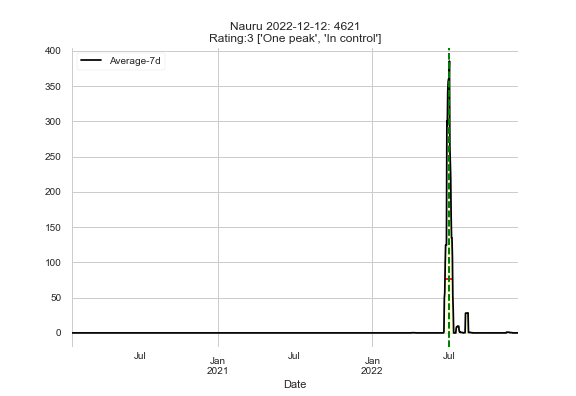 Nauru 2022-12-12: 4621
Rating:3 ['One peak', 'In control']
Average-7d
400
350
300
250
200
150
100
50
0
Jul
Jan
2021
Jul
Jan
2022
Jul
Date